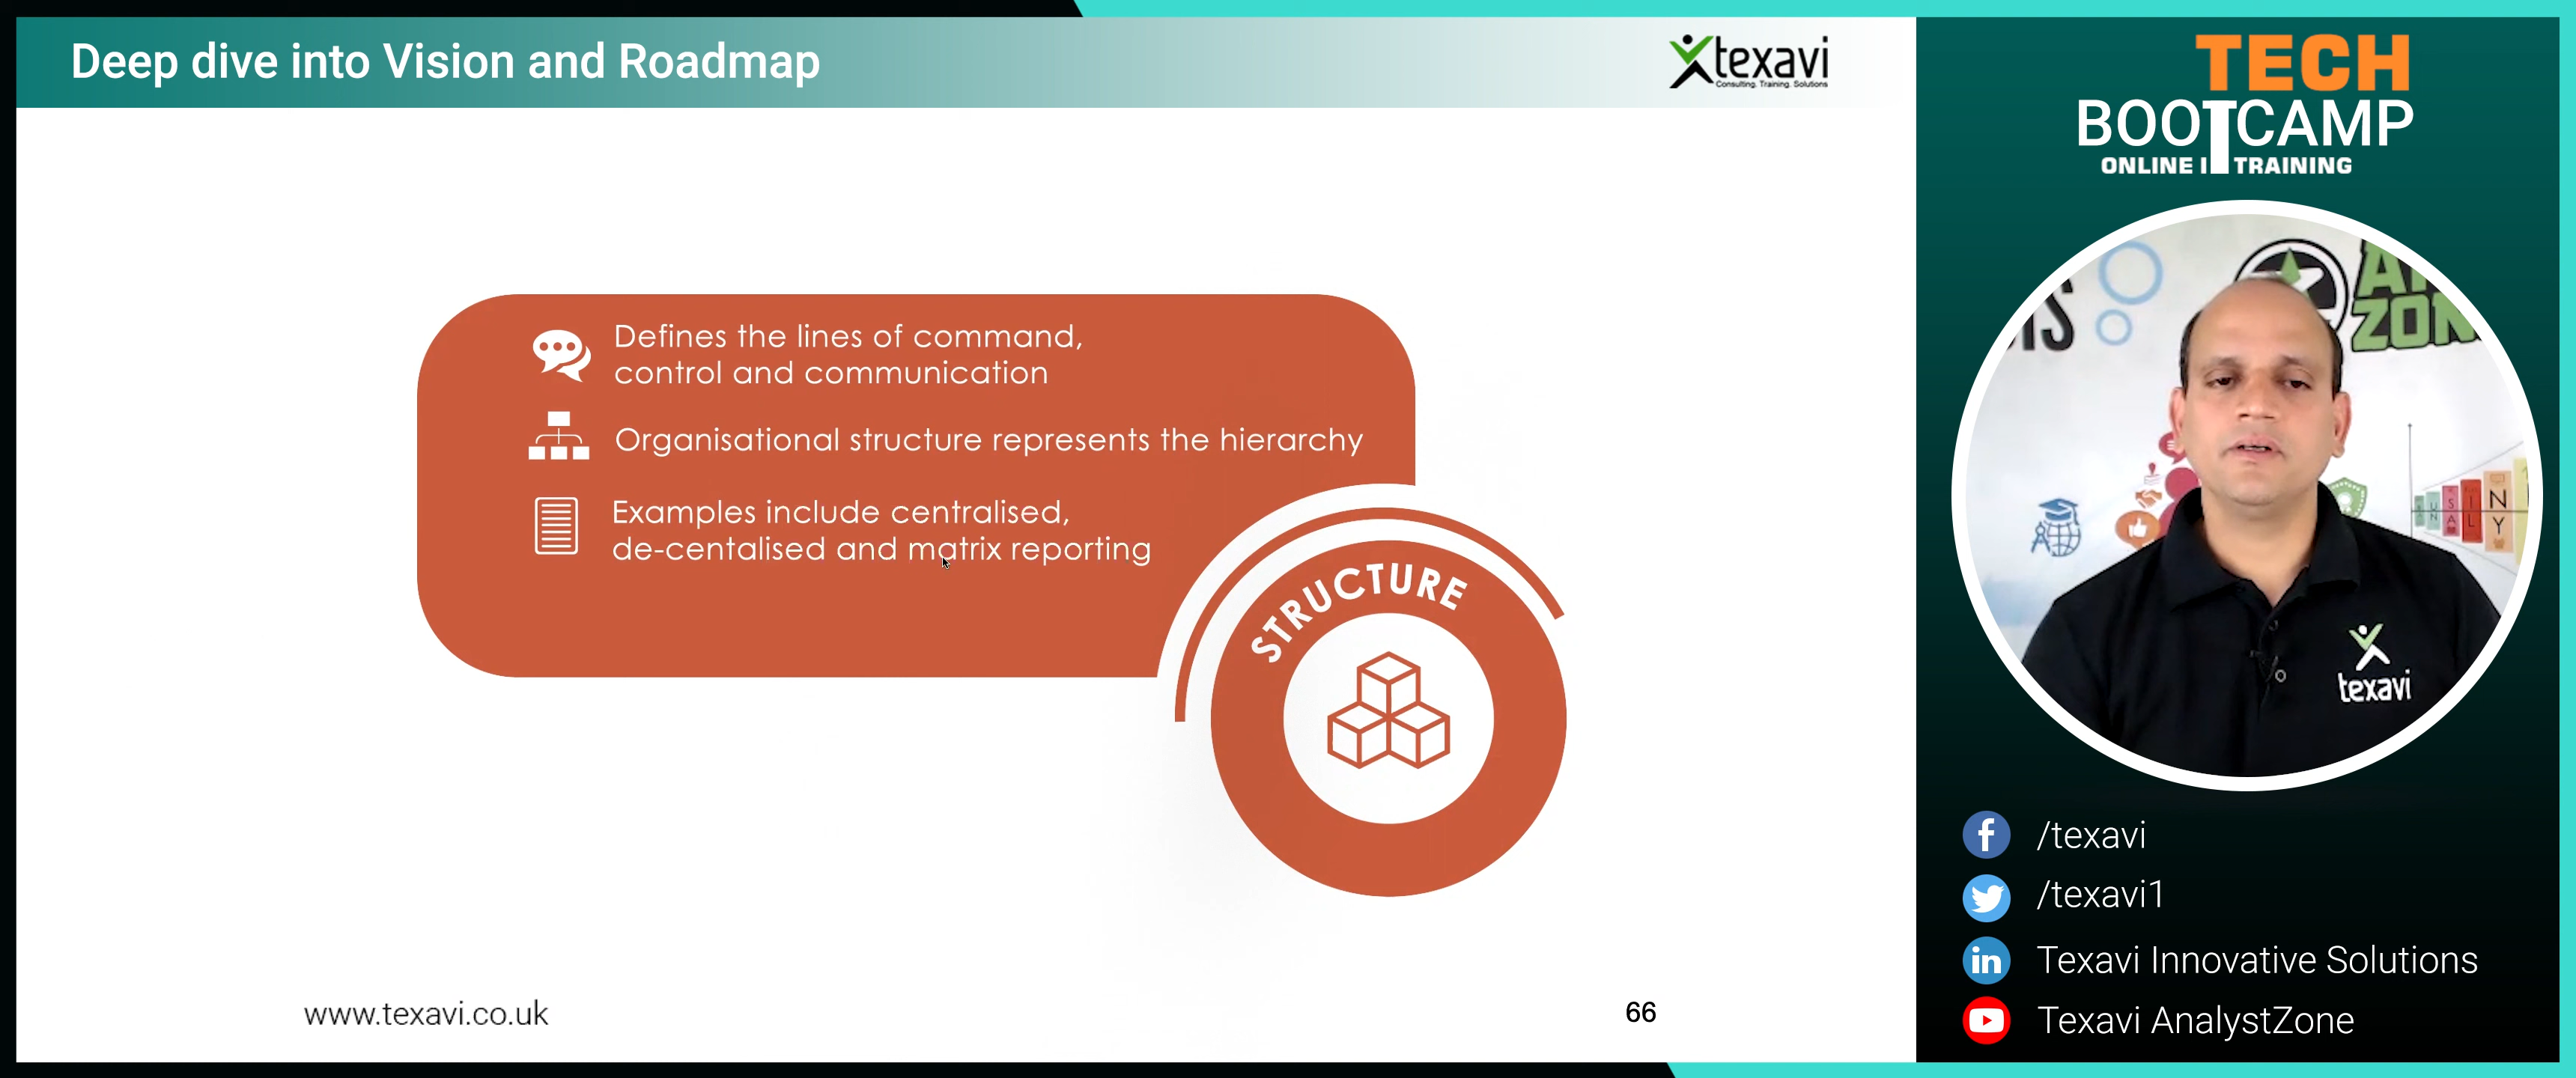 Deep dive into Vision and Roadmap
texavi
Consulting. Training. Solutions
Defines the lines of command,
control and communication
Organisational structure represents the hierarchy
Examples include centralised,
de-centalised and matrix reporting
STRUCTURE
www.texavi.co.uk
66
TECH
BOOTCAMP
ONLINE IT TRAINING
ZON
texavi
/texavi
/texavi1
Texavi Innovative Solutions
Texavi AnalystZone